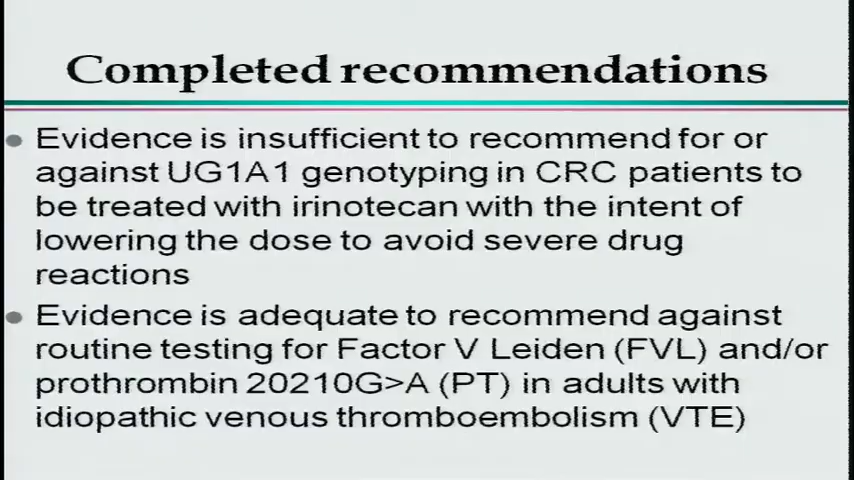 Completed recommendations
Evidence is insufficient to recommend for or
against UG1A1 genotyping in CRC patients to
be treated with irinotecan with the intent of
lowering the dose to avoid severe drug
reactions
Evidence is adequate to recommend against
routine testing for Factor V Leiden (FVL) and/or
prothrombin 20210G>A (PT) in adults with
idiopathic venous thromboembolism (VTE)